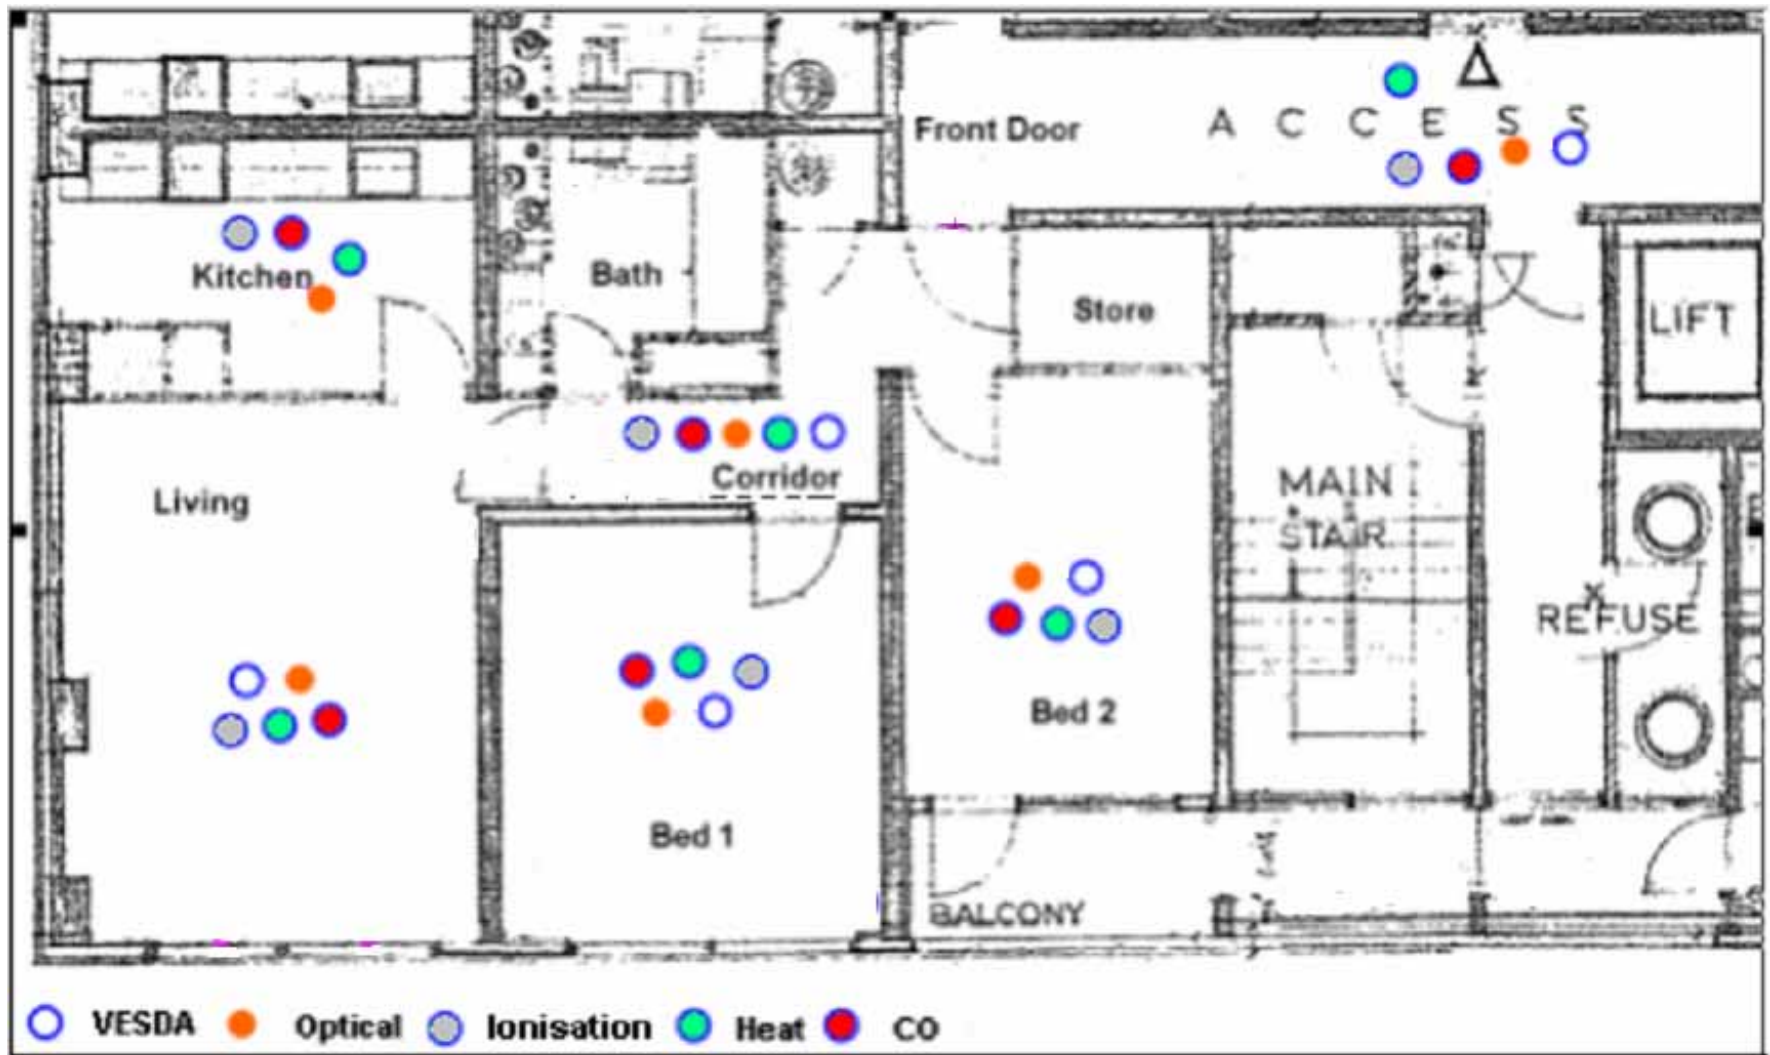 Front Door
A C C E S S
Kitchen
Bath
Store
LIFT
Living
Corridor
MAIN
STAIR
REFUSE
Bed 2
Bed 1
BALCONY
VESDA Optical Ionisation Heat CO